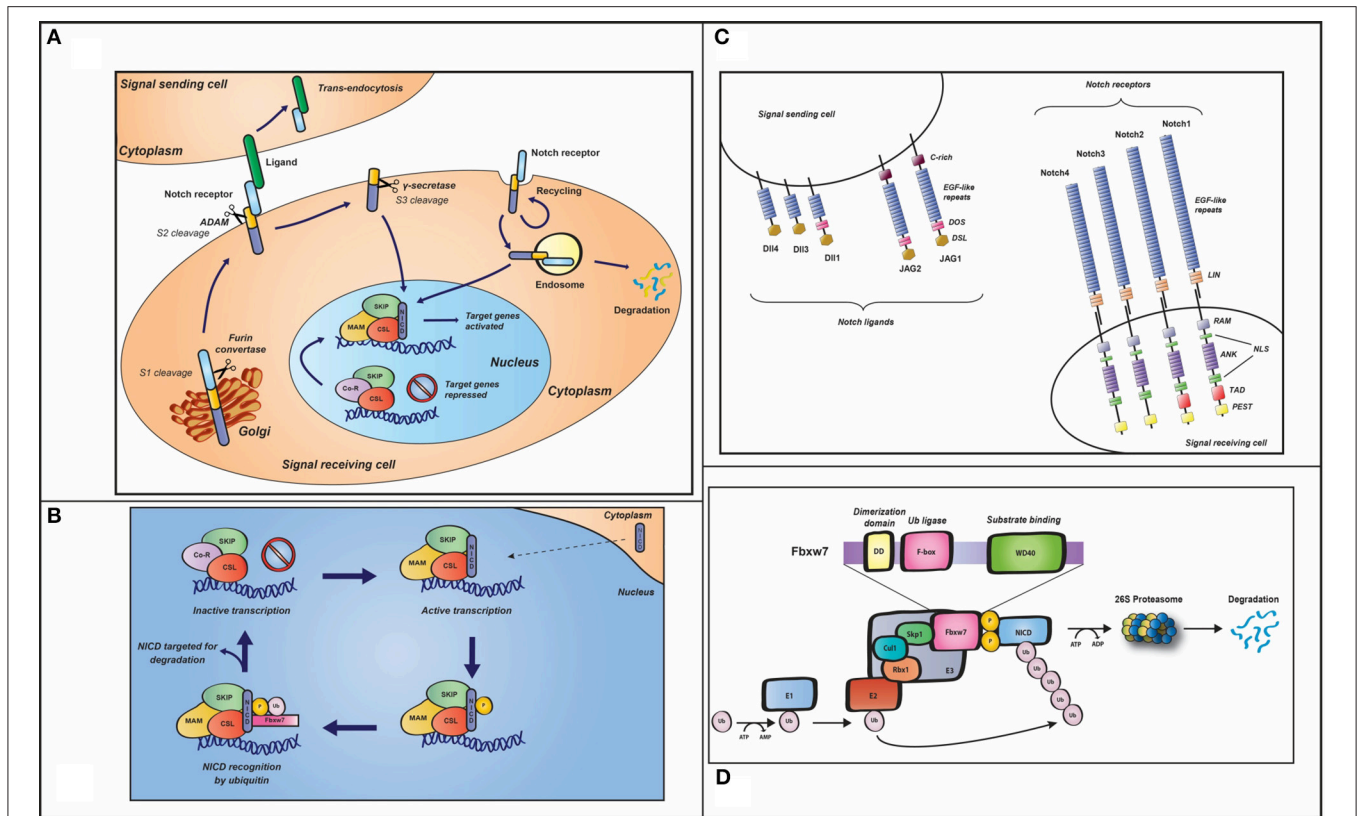 A
Signal sending cell
Trans-endocytosis
Cytoplasm
Ligand
Notch receptor
ADAM
S2 cleavage
γ-secretase
S3 cleavage
Notch receptor
Recycling
Endosome
Degradation
SKIP
MAM
CSL
NICD
Target genes
activated
Nucleus
Furin
convertase
S1 cleavage
SKIP
Co-R
CSL
Target genes
repressed
Cytoplasm
Golgi
Signal receiving cell
B
Cytoplasm
NICD
Nucleus
SKIP
Co-R
CSL
Inactive transcription
SKIP
MAM
CSL
NICD
Active transcription
NICD targeted for
degradation
SKIP
MAM
CSL
NICD
P
Ub
Fbxw7
NICD recognition
by ubiquitin
SKIP
MAM
CSL
NICD
P
C
Signal sending cell
Notch receptors
Notch1
Notch2
Notch3
Notch4
C-rich
EGF-like
repeats
DOS
DSL
Dll4
Dll3
Dll1
JAG2
JAG1
Notch ligands
EGF-like
repeats
LIN
RAM
ANK
NLS
TAD
PEST
Signal receiving cell
Dimerization
domain
Ub ligase
Substrate binding
Fbxw7
DD
F-box
WD40
Skp1
Fbxw7
P
P
NICD
Cul1
Rbx1
E3
E2
Ub
E1
Ub
Ub
ATP
AMP
Ub
Ub
Ub
Ub
Ub
ATP
ADP
26S Proteasome
Degradation
D